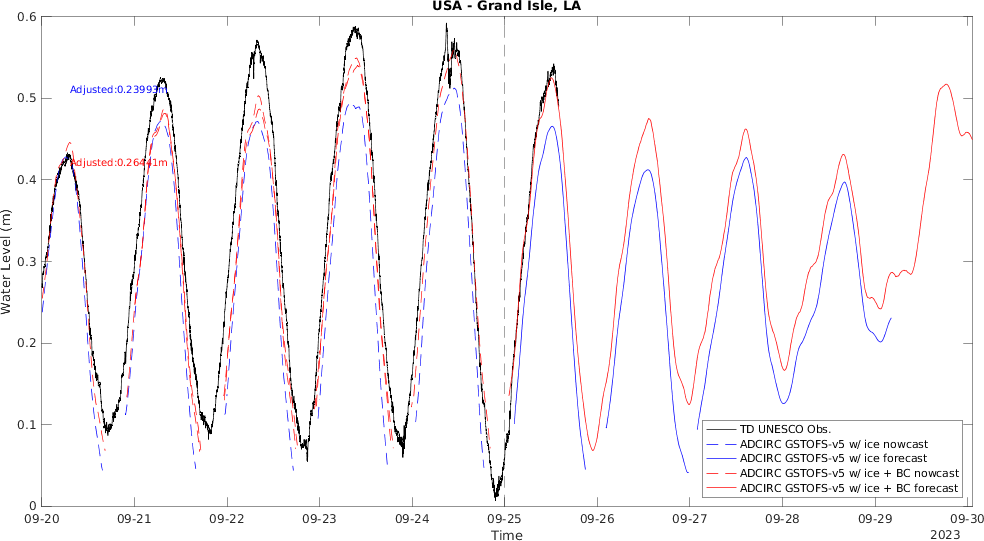 USA - Grand Isle, LA
0.6
0.5
0.4
0.3
0.2
0.1
0
Water Level (m)
Adjusted:0.23993m
Adjusted:0.26441m
TD UNESCO Obs.
ADCIRC GSTOFS-v5 w/ ice nowcast
ADCIRC GSTOFS-v5 w/ ice forecast
ADCIRC GSTOFS-v5 w/ ice + BC nowcast
ADCIRC GSTOFS-v5 w/ ice + BC forecast
09-20 09-21 09-22 09-23 09-24 09-25 09-26 09-27 09-28 09-29 09-30
Time
2023